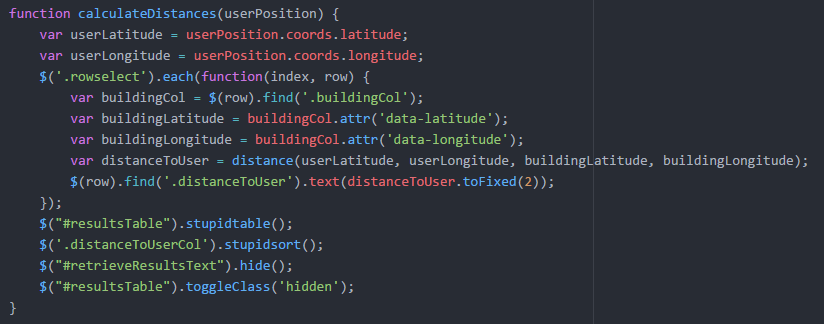 function calculateDistances(userPosition) {
    var userLatitude = userPosition.coords.latitude;
    var userLongitude = userPosition.coords.longitude;
    $('.rowselect').each(function(index, row) {
        var buildingCol = $(row).find('.buildingCol');
        var buildingLatitude = buildingCol.attr('data-latitude');
        var buildingLongitude = buildingCol.attr('data-longitude');
        var distanceToUser = distance(userLatitude, userLongitude, buildingLatitude, buildingLongitude);
        $(row).find('.distanceToUser').text(distanceToUser.toFixed(2));
    });
    $("#resultsTable").stupidtable();
    $('.distanceToUserCol').stupidsort();
    $("#retrieveResultsText").hide();
    $("#resultsTable").toggleClass('hidden');
}